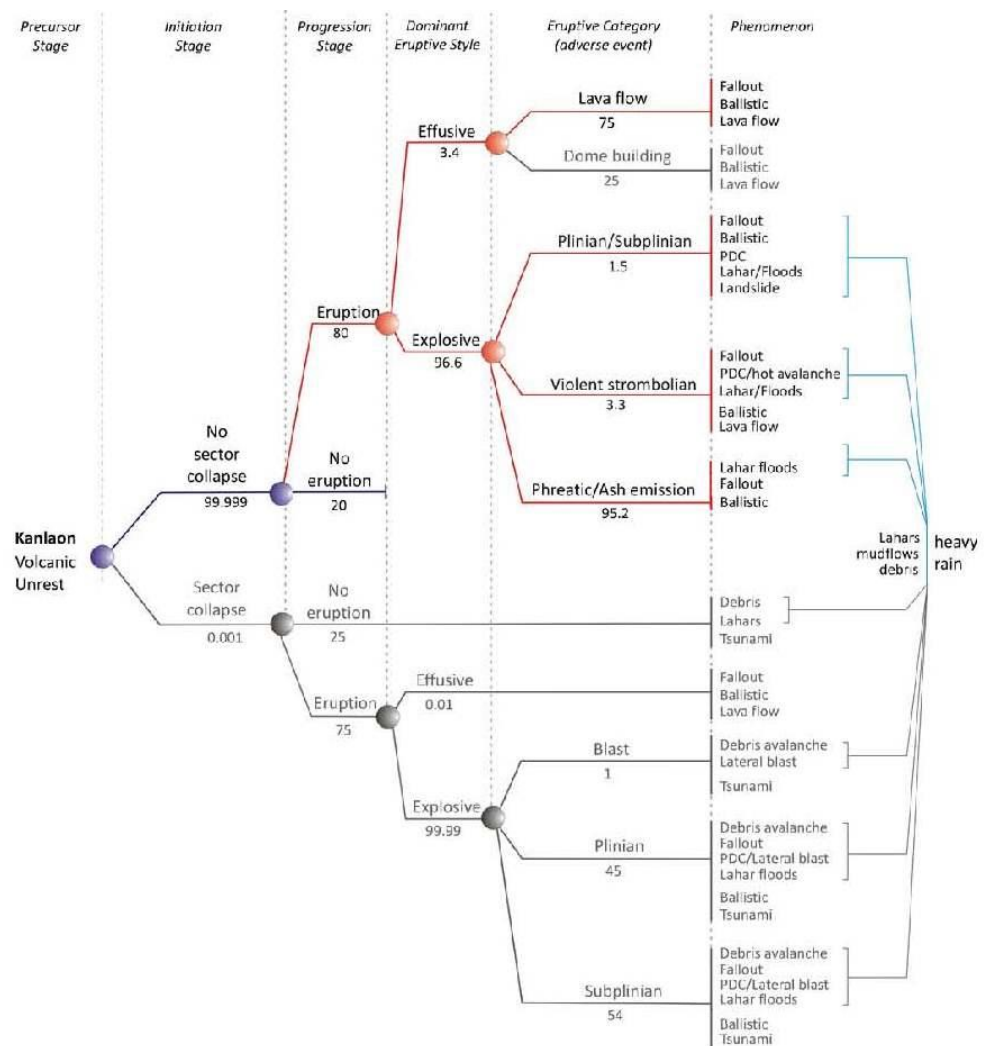 Precursor
Stage
Initiation
Stage
Progression
Stage
Dominant
Eruptive Style
Eruptive Category
(adverse event)
Phenomenon
Effusive
3.4
Lava flow
75
Fallout
Ballistic
Lava flow
Dome building
25
Fallout
Ballistic
Lava flow
Plinian/Subplinian
1.5
Fallout
Ballistic
PDC
Lahar/Floods
Landslide
Eruption
80
Explosive
96.6
Violent strombolian
3.3
Fallout
PDC/hot avalanche
Lahar/Floods
Ballistic
Lava flow
No
sector
collapse
99.999
No
eruption
20
Phreatic/Ash emission
95.2
Lahar floods
Fallout
Ballistic
Kanlaon
Volcanic
Unrest
Lahars
mudflows
debris
heavy
rain
Sector
collapse
0.001
No
eruption
25
Debris
Lahars
Tsunami
Eruption
75
Effusive
0.01
Fallout
Ballistic
Lava flow
Explosive
99.99
Blast
1
Debris avalanche
Lateral blast
Tsunami
Plinian
45
Debris avalanche
Fallout
PDC/Lateral blast
Lahar floods
Ballistic
Tsunami
Subplinian
54
Debris avalanche
Fallout
PDC/Lateral blast
Lahar floods
Ballistic
Tsunami